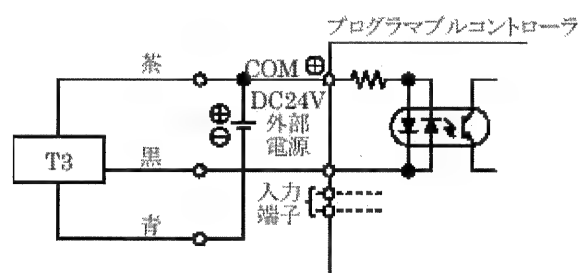 プログラマブルコントローラ
茶
COM ⊕
DC24V
⊕
⊖
外部
電源
T3
黒
入力
端子
青